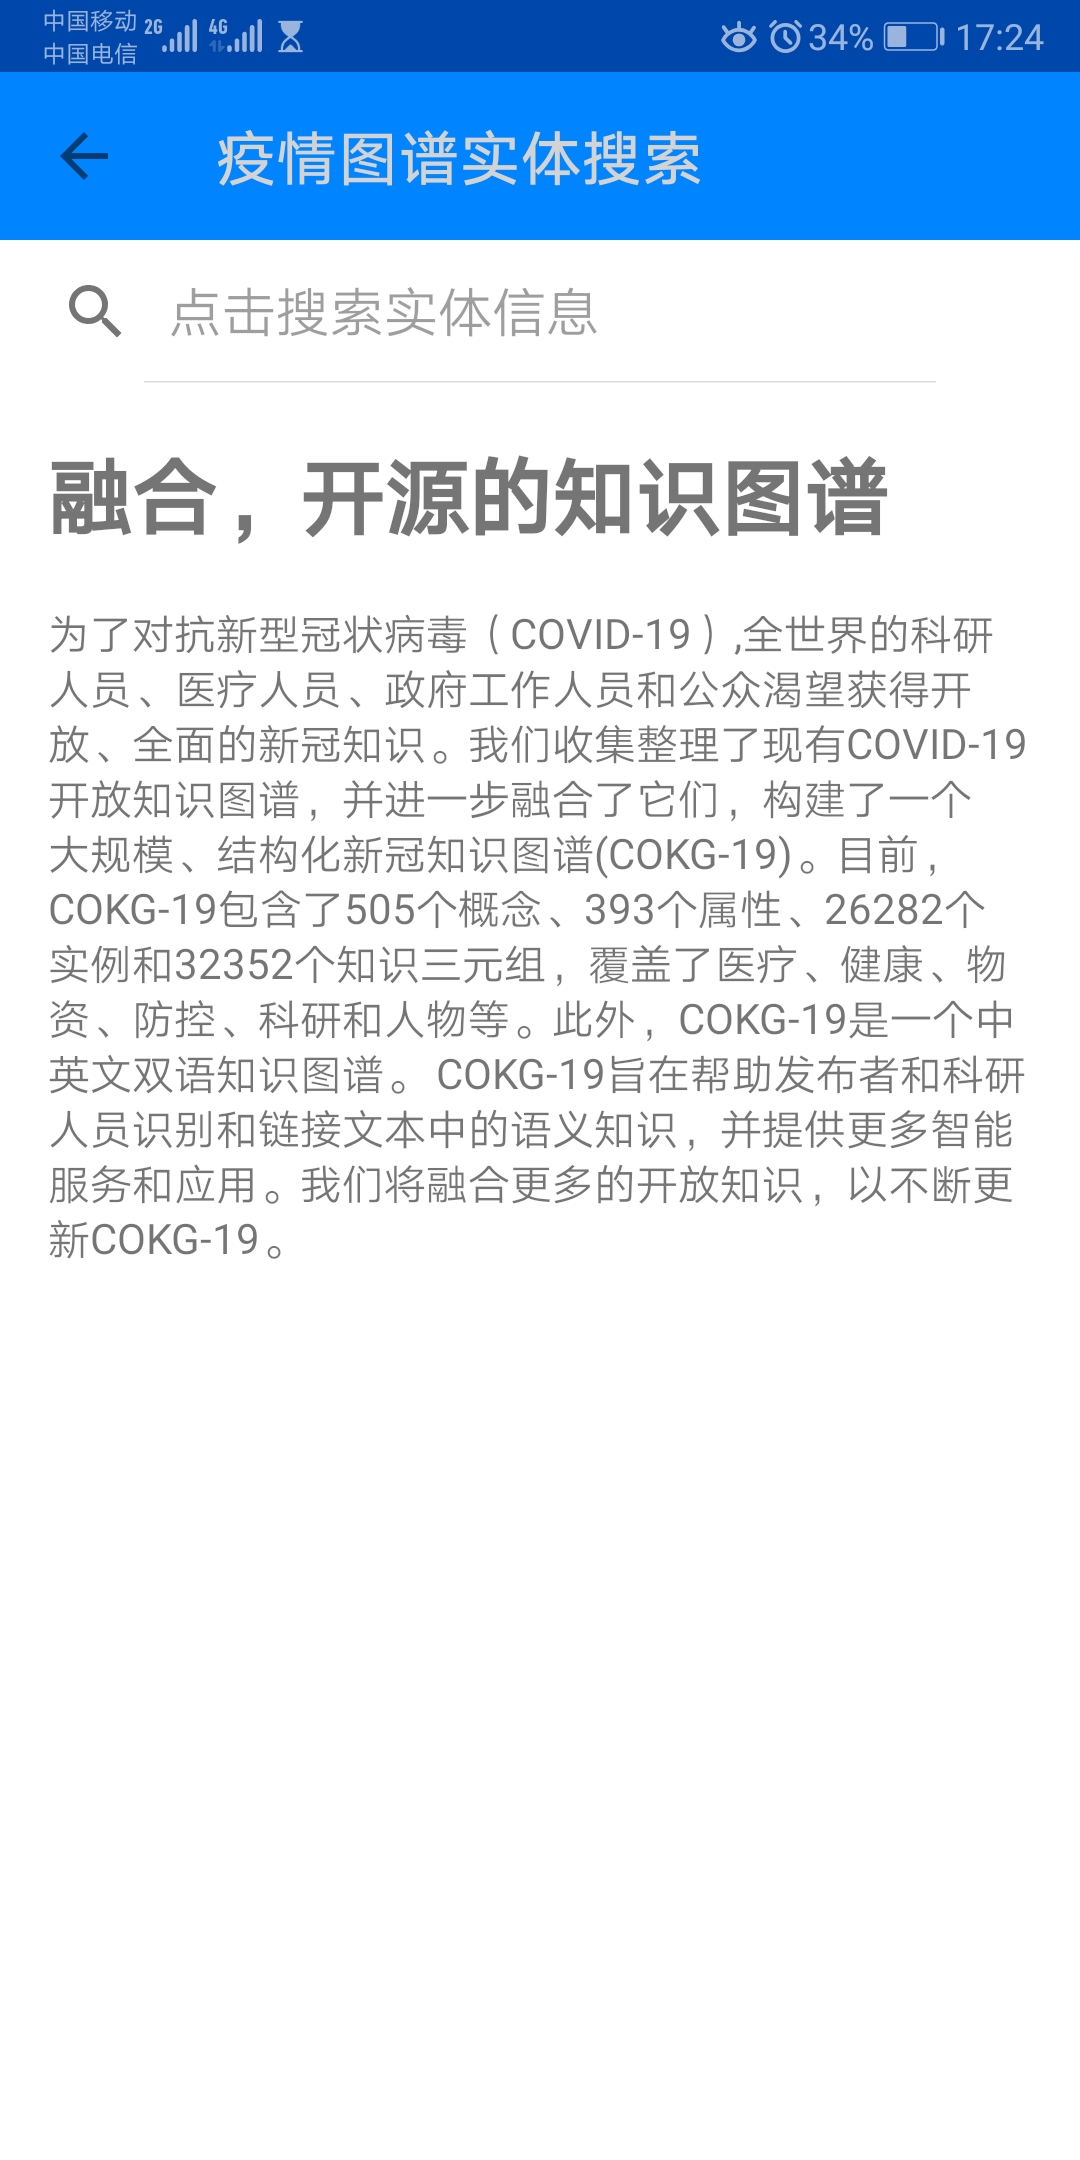 中国移动 2G 4G 34% 17:24
中国电信
疫情图谱实体搜索
点击搜索实体信息
融合，开源的知识图谱
为了对抗新型冠状病毒（COVID-19）,全世界的科研
人员、医疗人员、政府工作人员和公众渴望获得开
放、全面的新冠知识。我们收集整理了现有COVID-19
开放知识图谱，并进一步融合了它们，构建了一个
大规模、结构化新冠知识图谱(COKG-19)。目前，
COKG-19包含了505个概念、393个属性、26282个
实例和32352个知识三元组，覆盖了医疗、健康、物
资、防控、科研和人物等。此外，COKG-19是一个中
英文双语知识图谱。 COKG-19旨在帮助发布者和科研
人员识别和链接文本中的语义知识，并提供更多智能
服务和应用。我们将融合更多的开放知识，以不断更
新COKG-19。